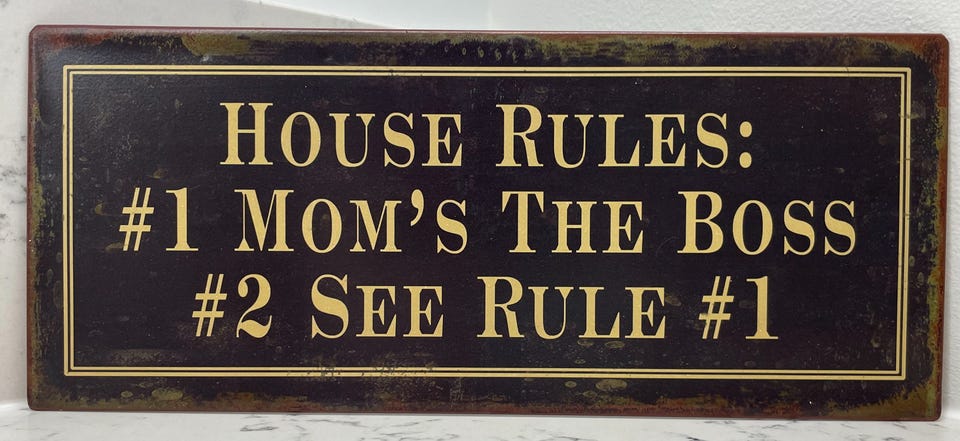 HOUSE RULES:
#1 MOM'S THE BOSS
#2 SEE RULE #1